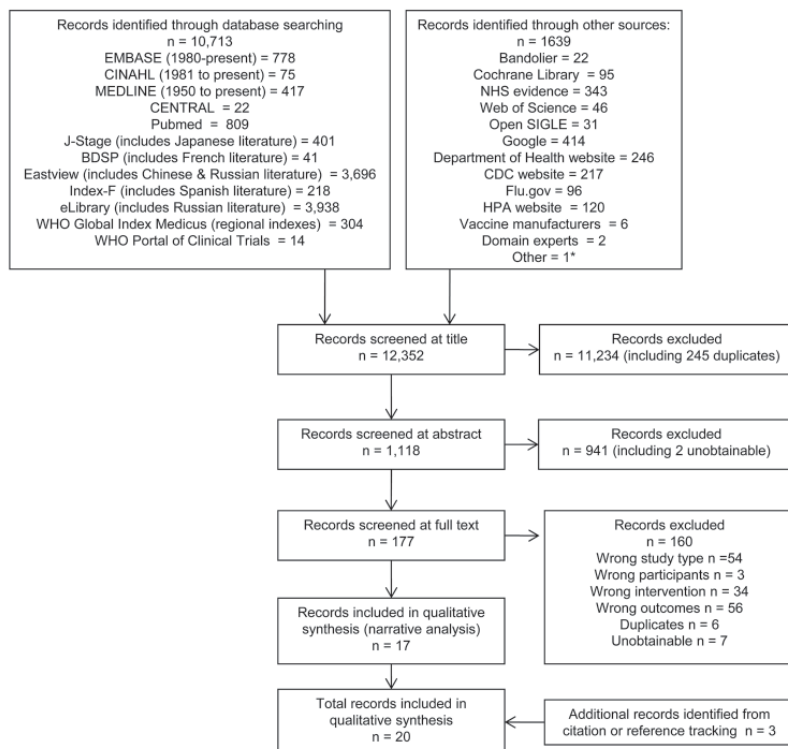 Records identified through database searching
n = 10,713
EMBASE (1980-present) = 778
CINAHL (1981 to present) = 75
MEDLINE (1950 to present) = 417
CENTRAL = 22
Pubmed = 809
J-Stage (includes Japanese literature) = 401
BDSP (includes French literature) = 41
Eastview (includes Chinese & Russian literature) = 3,696
Index-F (includes Spanish literature) = 218
eLibrary (includes Russian literature) = 3,938
WHO Global Index Medicus (regional indexes) = 304
WHO Portal of Clinical Trials = 14
Records identified through other sources:
n = 1639
Bandolier = 22
Cochrane Library = 95
NHS evidence = 343
Web of Science = 46
Open SIGLE = 31
Google = 414
Department of Health website = 246
CDC website = 217
Flu.gov = 96
HPA website = 120
Vaccine manufacturers = 6
Domain experts = 2
Other = 1*
Records screened at title
n = 12,352
Records excluded
n = 11,234 (including 245 duplicates)
Records screened at abstract
n = 1,118
Records excluded
n = 941 (including 2 unobtainable)
Records screened at full text
n = 177
Records excluded
n = 160
Wrong study type n =54
Wrong participants n = 3
Wrong intervention n = 34
Wrong outcomes n = 56
Duplicates n = 6
Unobtainable n = 7
Records included in qualitative
synthesis (narrative analysis)
n = 17
Total records included in
qualitative synthesis
n = 20
Additional records identified from
citation or reference tracking n = 3